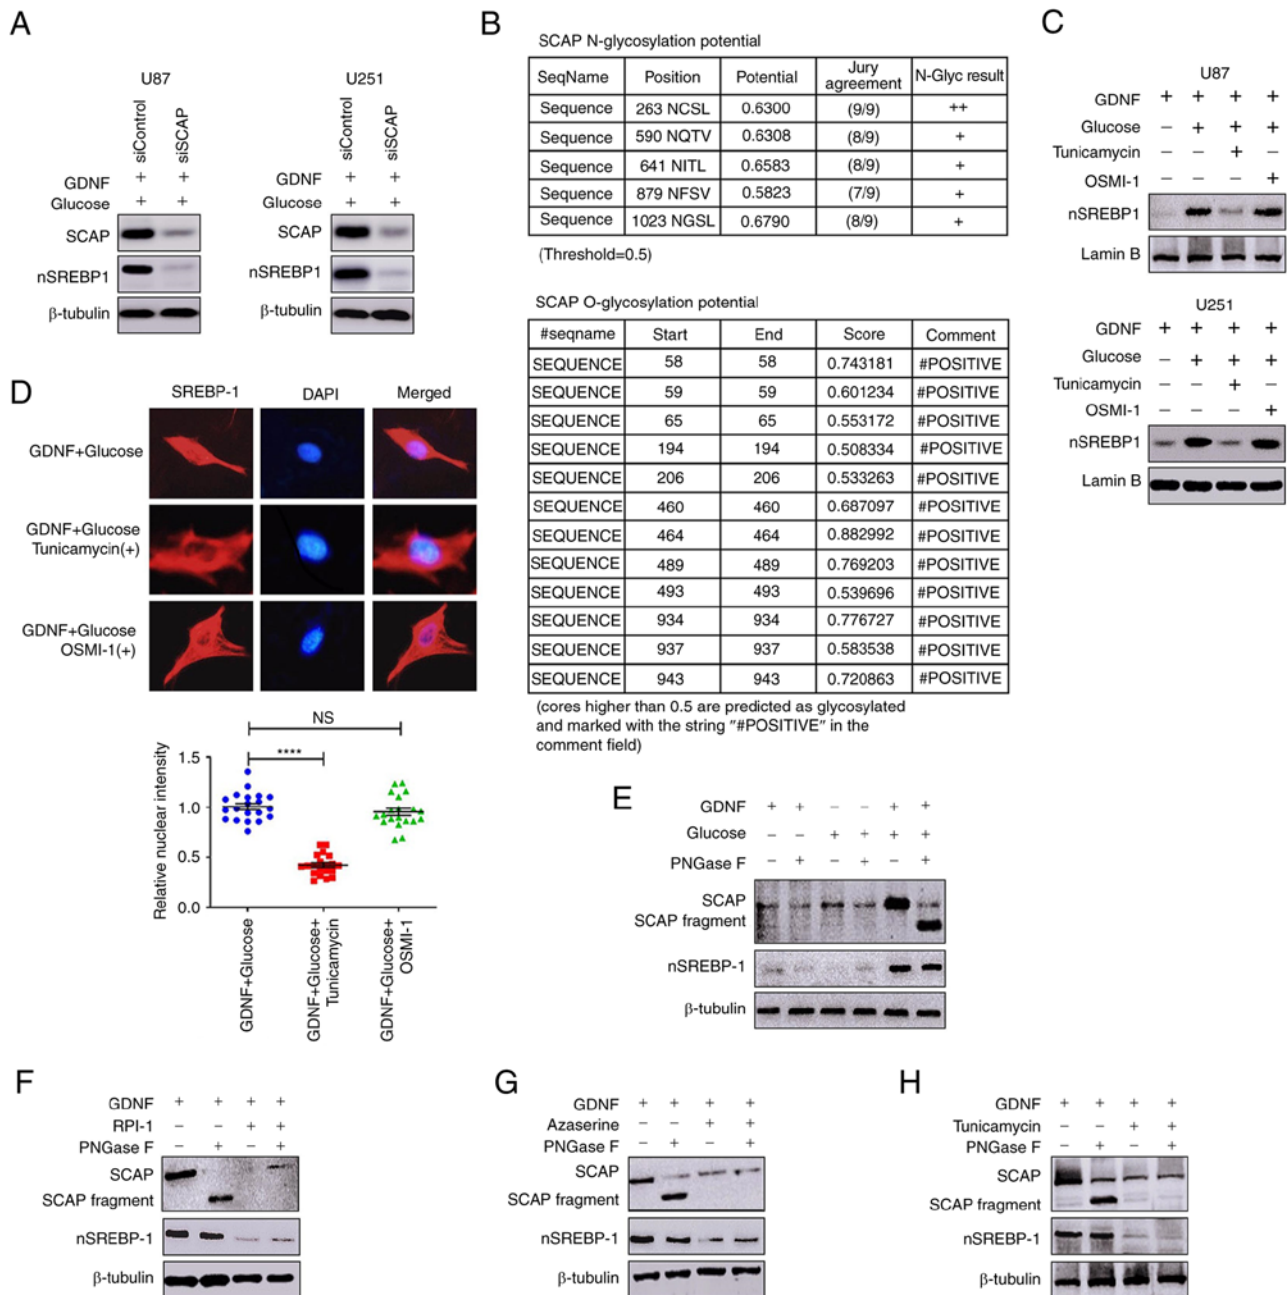 A
U87
U251
siControl
siSCAP
siControl
siSCAP
GDNF + +
GDNF + +
Glucose + +
Glucose + +
SCAP
SCAP
nSREBP1
nSREBP1
β-tubulin
β-tubulin
B
SCAP N-glycosylation potential
SeqName Position Potential Jury agreement N-Glyc result
Sequence 263 NCSL 0.6300 (9/9) ++
Sequence 590 NQTV 0.6308 (8/9) +
Sequence 641 NITL 0.6583 (8/9) +
Sequence 879 NFSV 0.5823 (7/9) +
Sequence 1023 NGSL 0.6790 (8/9) +
(Threshold=0.5)
SCAP O-glycosylation potential
#seqname Start End Score Comment
SEQUENCE 58 58 0.743181 #POSITIVE
SEQUENCE 59 59 0.601234 #POSITIVE
SEQUENCE 65 65 0.553172 #POSITIVE
SEQUENCE 194 194 0.508334 #POSITIVE
SEQUENCE 206 206 0.533263 #POSITIVE
SEQUENCE 460 460 0.687097 #POSITIVE
SEQUENCE 464 464 0.882992 #POSITIVE
SEQUENCE 489 489 0.769203 #POSITIVE
SEQUENCE 493 493 0.539696 #POSITIVE
SEQUENCE 934 934 0.776727 #POSITIVE
SEQUENCE 937 937 0.583538 #POSITIVE
SEQUENCE 943 943 0.720863 #POSITIVE
(cores higher than 0.5 are predicted as glycosylated
and marked with the string "#POSITIVE" in the
comment field)
C
U87
GDNF + + + +
Glucose − + + +
Tunicamycin − − + −
OSMI-1 − − − +
nSREBP1
Lamin B
U251
GDNF + + + +
Glucose − + + +
Tunicamycin − − + −
OSMI-1 − − − +
nSREBP1
Lamin B
D
SREBP-1 DAPI Merged
GDNF+Glucose
GDNF+Glucose
Tunicamycin(+)
GDNF+Glucose
OSMI-1(+)
NS
****
Relative nuclear intensity
1.5
1.0
0.5
0.0
GDNF+Glucose
GDNF+Glucose+
Tunicamycin
GDNF+Glucose+
OSMI-1
E
GDNF + + − − + +
Glucose − − + + + +
PNGase F − + − + − +
SCAP
SCAP fragment
nSREBP-1
β-tubulin
F
GDNF + + + +
RPI-1 − − + +
PNGase F − + − +
SCAP
SCAP fragment
nSREBP-1
β-tubulin
G
GDNF + + + +
Azaserine − − + +
PNGase F − + − +
SCAP
SCAP fragment
nSREBP-1
β-tubulin
H
GDNF + + + +
Tunicamycin − − + +
PNGase F − + − +
SCAP
SCAP fragment
nSREBP-1
β-tubulin